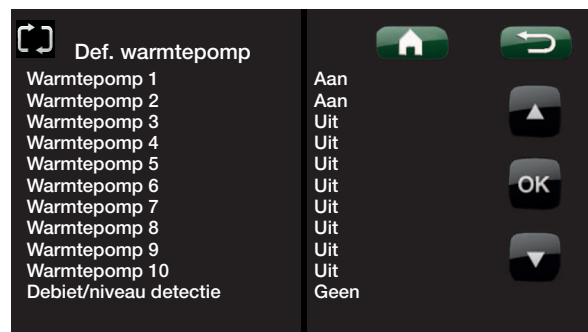 Def. warmtepomp
Warmtepomp 1 Aan
Warmtepomp 2 Aan
Warmtepomp 3 Uit
Warmtepomp 4 Uit
Warmtepomp 5 Uit
Warmtepomp 6 Uit
Warmtepomp 7 Uit
Warmtepomp 8 Uit
Warmtepomp 9 Uit
Warmtepomp 10 Uit
Debiet/niveau detectie Geen
OK